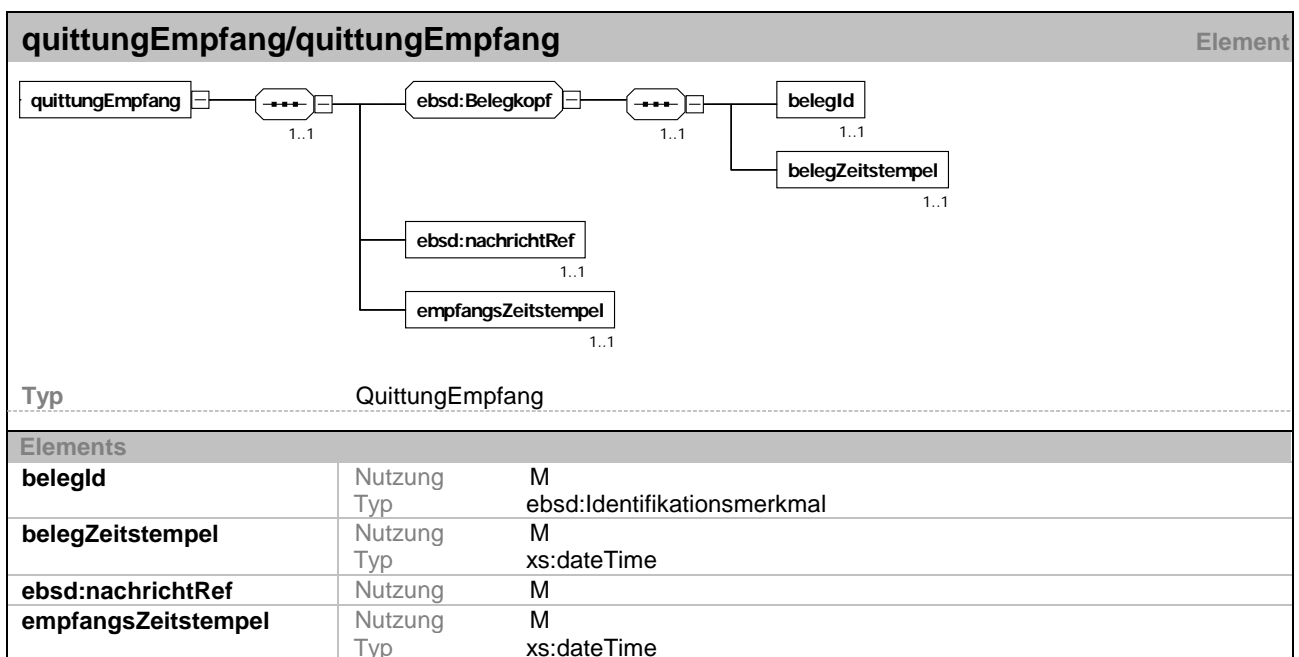 quittungEmpfang/quittungEmpfang Element
quittungEmpfang ebsd:Belegkopf belegId
1..1 1..1 1..1
belegZeitstempel
1..1
ebsd:nachrichtRef
1..1
empfangsZeitstempel
1..1
Typ QuittungEmpfang
Elements
belegId Nutzung M
Typ ebsd:Identifikationsmerkmal
belegZeitstempel Nutzung M
Typ xs:dateTime
ebsd:nachrichtRef Nutzung M
empfangsZeitstempel Nutzung M
Typ xs:dateTime